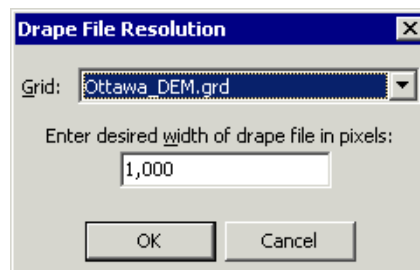 Drape File Resolution
Grid: Ottawa_DEM.grd
Enter desired width of drape file in pixels:
1,000
OK Cancel